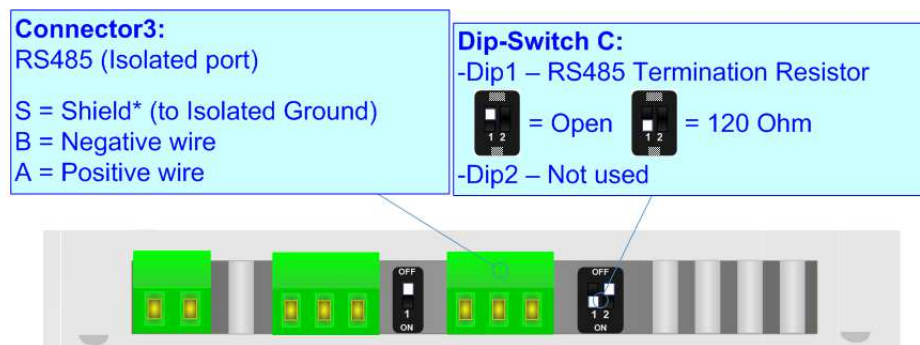 Connector3:
RS485 (Isolated port)
S = Shield* (to Isolated Ground)
B = Negative wire
A = Positive wire
Dip-Switch C:
-Dip1 – RS485 Termination Resistor
1 2 = Open 1 2 = 120 Ohm
-Dip2 – Not used
OFF
1
ON
OFF
1 2
ON